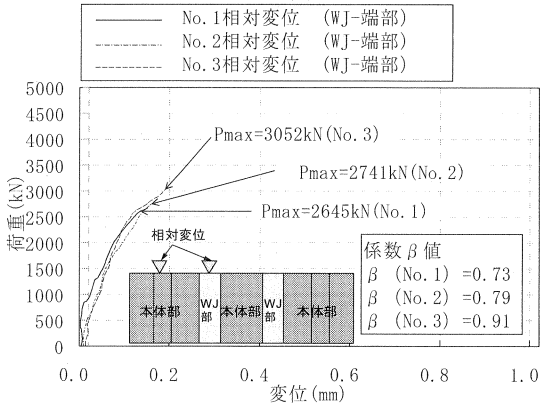 No.1相対変位 (WJ-端部)
No.2相対変位 (WJ-端部)
No.3相対変位 (WJ-端部)
荷重(kN)
5000
4500
4000
3500
3000
2500
2000
1500
1000
500
0
Pmax=3052kN(No.3)
Pmax=2741kN(No.2)
Pmax=2645kN(No.1)
相対変位
本体部
WJ部
本体部
WJ部
本体部
係数β値
β (No.1)=0.73
β (No.2)=0.79
β (No.3)=0.91
0.0 0.2 0.4 0.6 0.8 1.0
変位(mm)